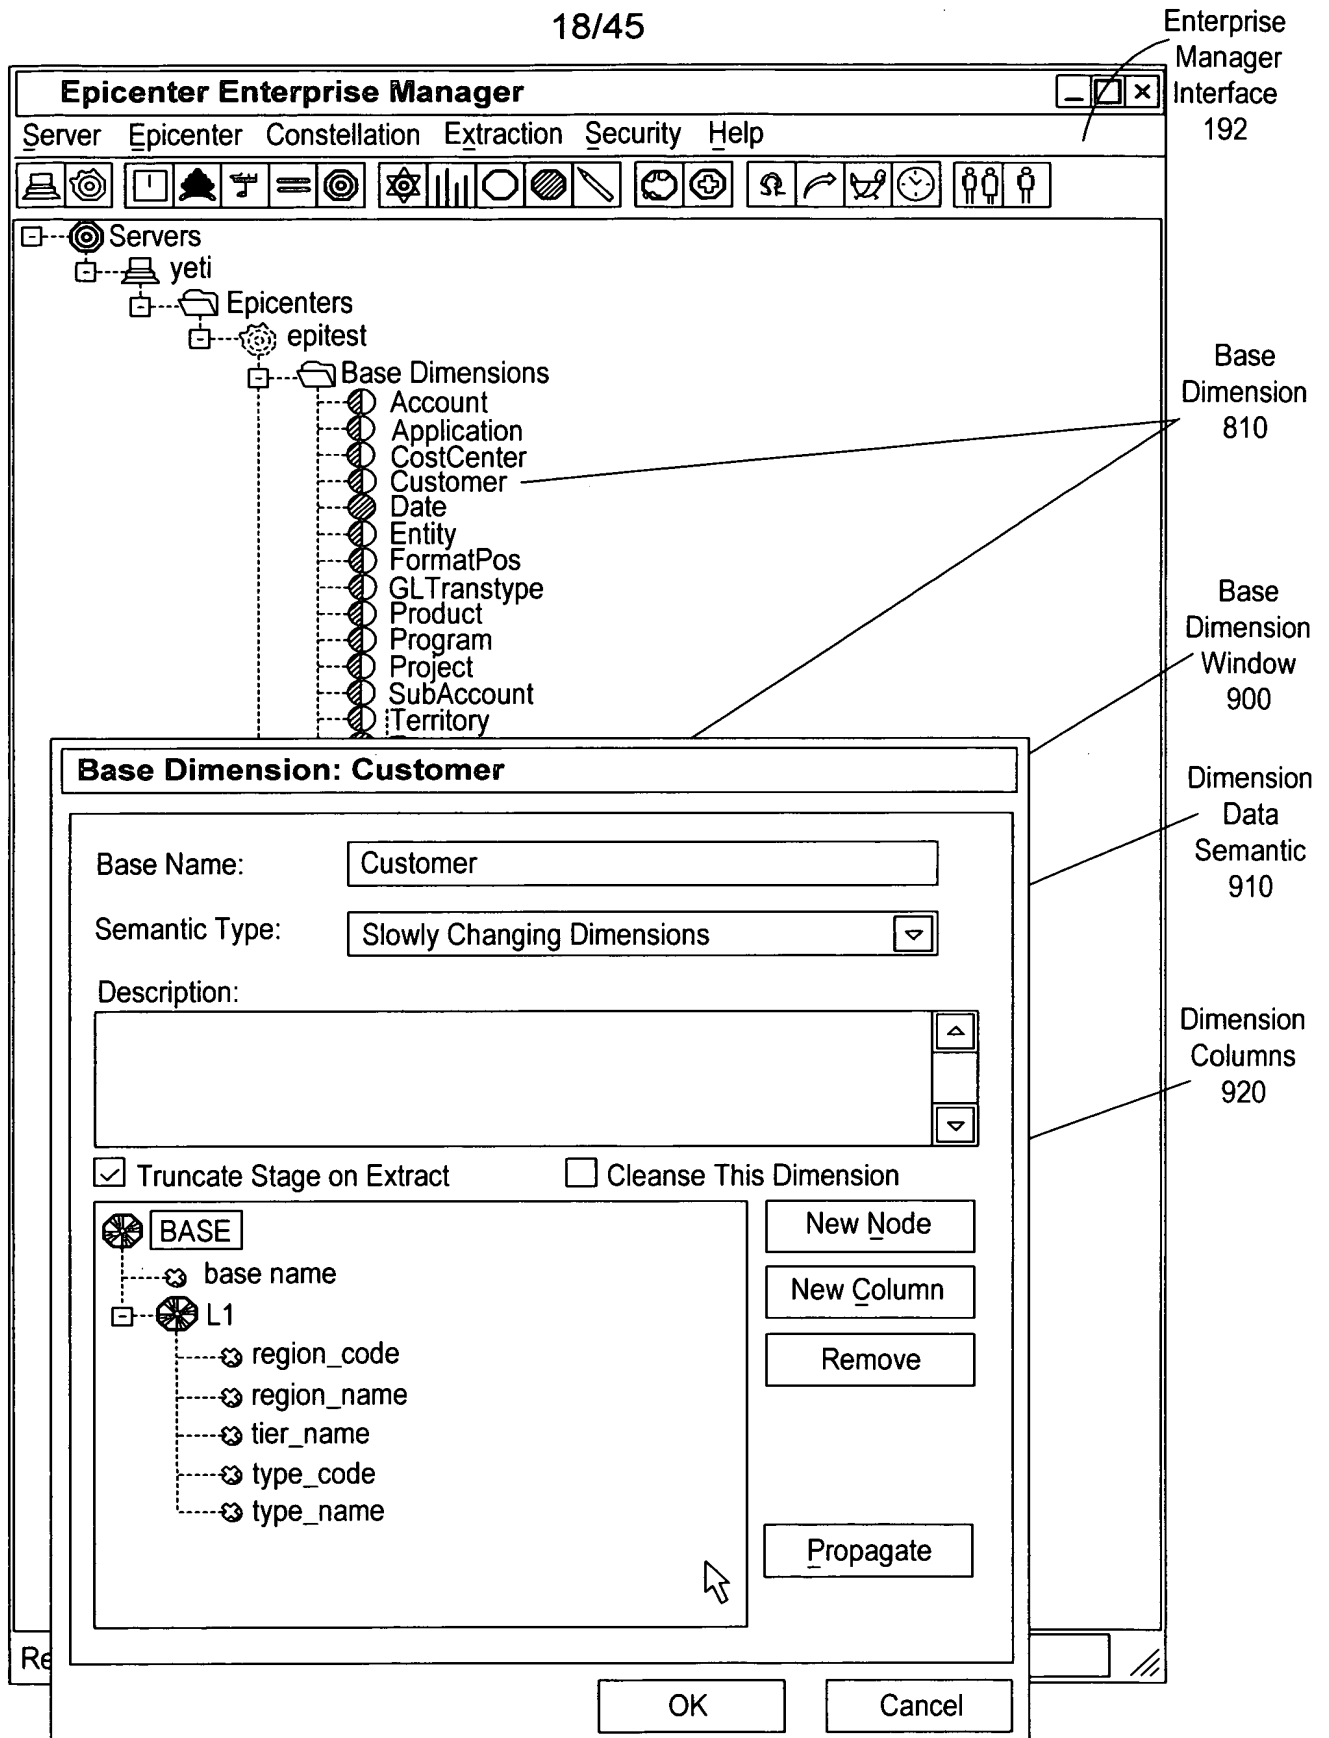 18/45
Enterprise
Manager
Interface
192
Epicenter Enterprise Manager
Server Epicenter Constellation Extraction Security Help
Servers
yeti
Epicenters
epitest
Base Dimensions
Account
Application
CostCenter
Customer
Date
Entity
FormatPos
GLTranstype
Product
Program
Project
SubAccount
Territory
Base
Dimension
810
Base
Dimension
Window
900
Dimension
Data
Semantic
910
Dimension
Columns
920
Base Dimension: Customer
Base Name: Customer
Semantic Type: Slowly Changing Dimensions
Description:
Truncate Stage on Extract Cleanse This Dimension
BASE
base name
L1
region_code
region_name
tier_name
type_code
type_name
New Node
New Column
Remove
Propagate
Re
OK Cancel